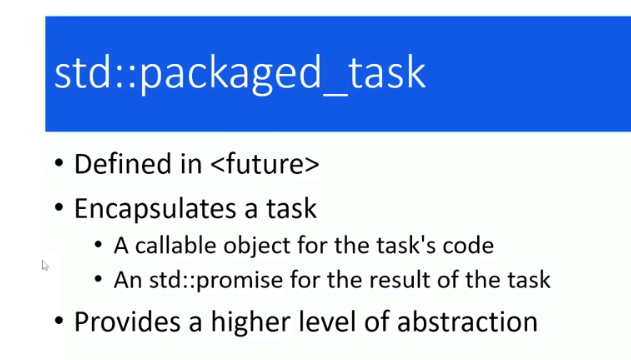 std::packaged_task
• Defined in <future>
• Encapsulates a task
• A callable object for the task's code
• An std::promise for the result of the task
• Provides a higher level of abstraction